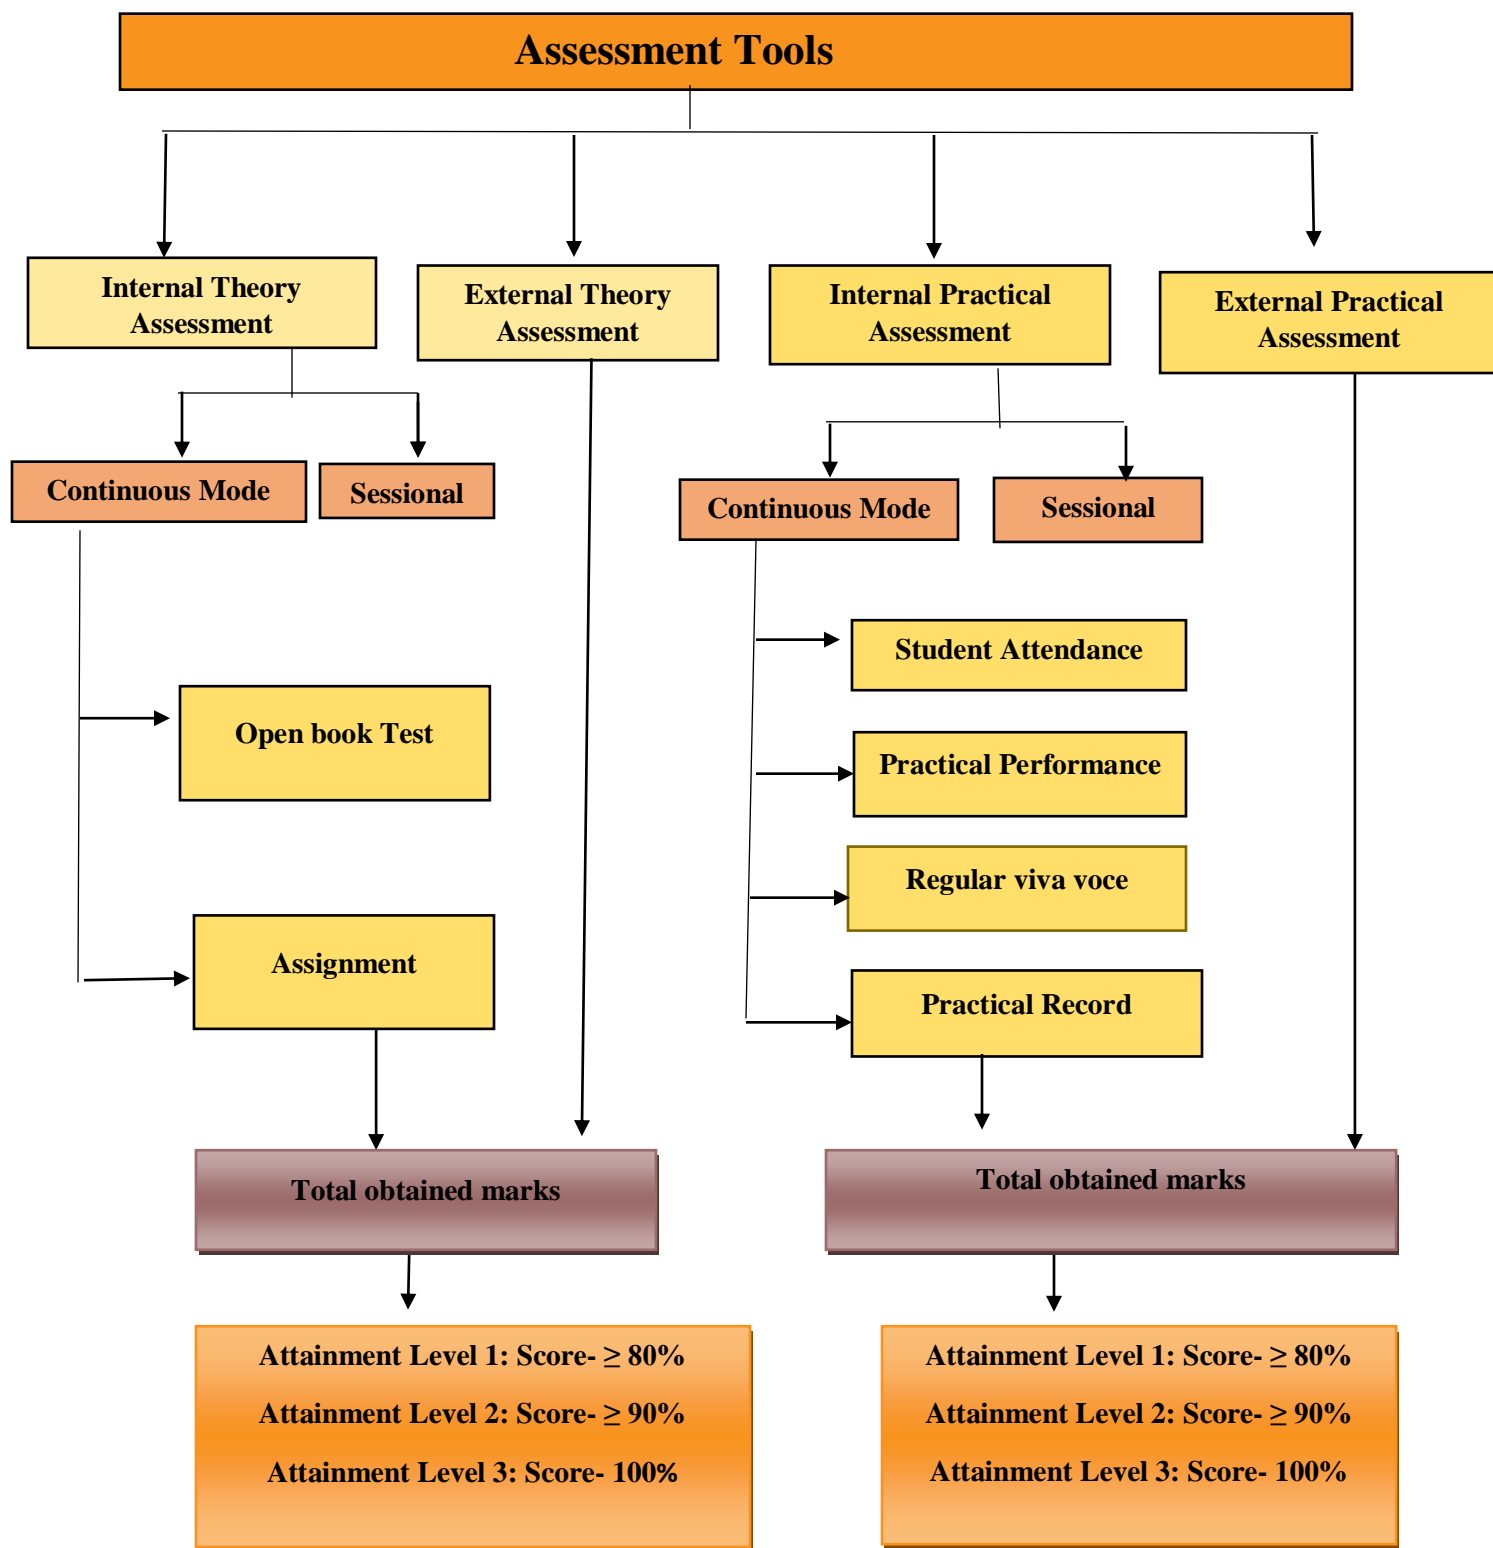 Assessment Tools
Internal Theory
Assessment
External Theory
Assessment
Internal Practical
Assessment
External Practical
Assessment
Continuous Mode
Sessional
Continuous Mode
Sessional
Open book Test
Assignment
Student Attendance
Practical Performance
Regular viva voce
Practical Record
Total obtained marks
Total obtained marks
Attainment Level 1: Score- ≥ 80%
Attainment Level 2: Score- ≥ 90%
Attainment Level 3: Score- 100%
Attainment Level 1: Score- ≥ 80%
Attainment Level 2: Score- ≥ 90%
Attainment Level 3: Score- 100%